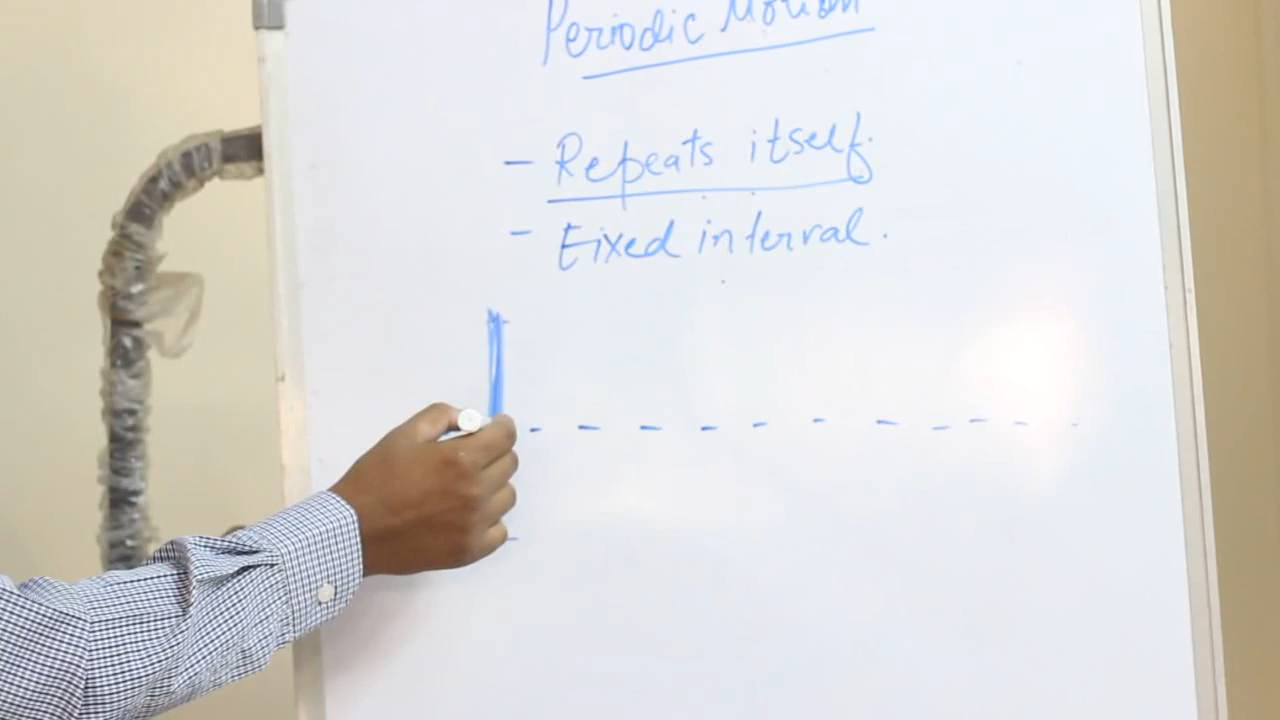 Periodic Motion
- Repeats itself.
- Fixed interval.